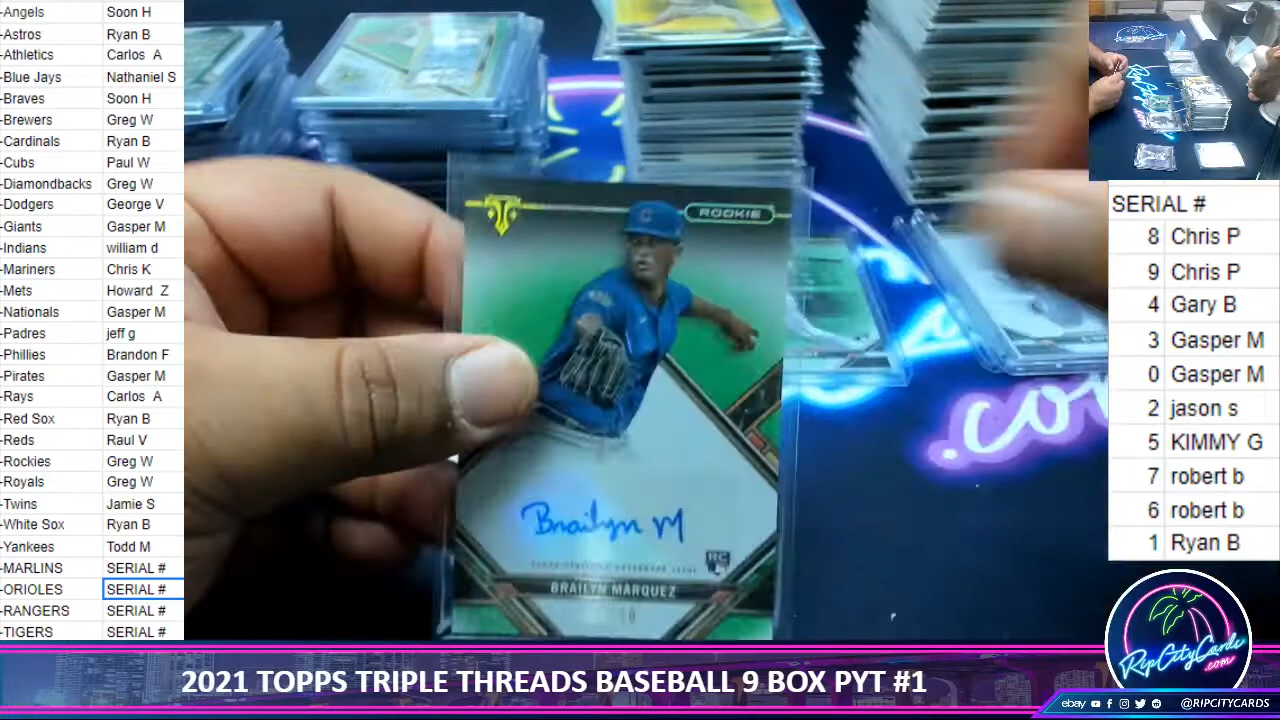 -Angels Soon H
-Astros Ryan B
-Athletics Carlos A
-Blue Jays Nathaniel S
-Braves Soon H
-Brewers Greg W
-Cardinals Ryan B
-Cubs Paul W
-Diamondbacks Greg W
-Dodgers George V
-Giants Gasper M
-Indians william d
-Mariners Chris K
-Mets Howard Z
-Nationals Gasper M
-Padres jeff g
-Phillies Brandon F
-Pirates Gasper M
-Rays Carlos A
-Red Sox Ryan B
-Reds Raul V
-Rockies Greg W
-Royals Greg W
-Twins Jamie S
-White Sox Ryan B
-Yankees Todd M
-MARLINS SERIAL #
-ORIOLES SERIAL #
-RANGERS SERIAL #
-TIGERS SERIAL #
ROOKIE
Brailyn M
RC
BRAILYN MARQUEZ
.co
SERIAL #
8 Chris P
9 Chris P
4 Gary B
3 Gasper M
0 Gasper M
2 jason s
5 KIMMY G
7 robert b
6 robert b
1 Ryan B
RipCityCards
.com
2021 TOPPS TRIPLE THREADS BASEBALL 9 BOX PYT #1
ebay @RIPCITYCARDS